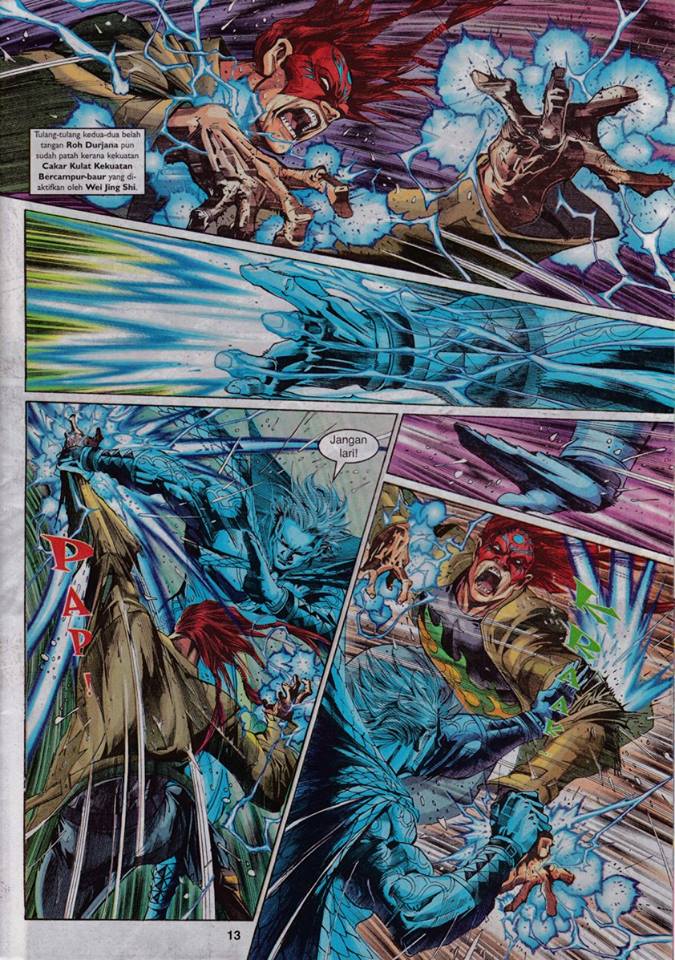 Tulang-tulang kedua-dua belah
tangan Roh Durjana pun
sudah patah kerana kekuatan
Cakar Kulat Kekuatan
Bercampur-baur yang di-
aktifkan oleh Wei Jing Shi.
Jangan
lari!
PAP!
KRAAK
13